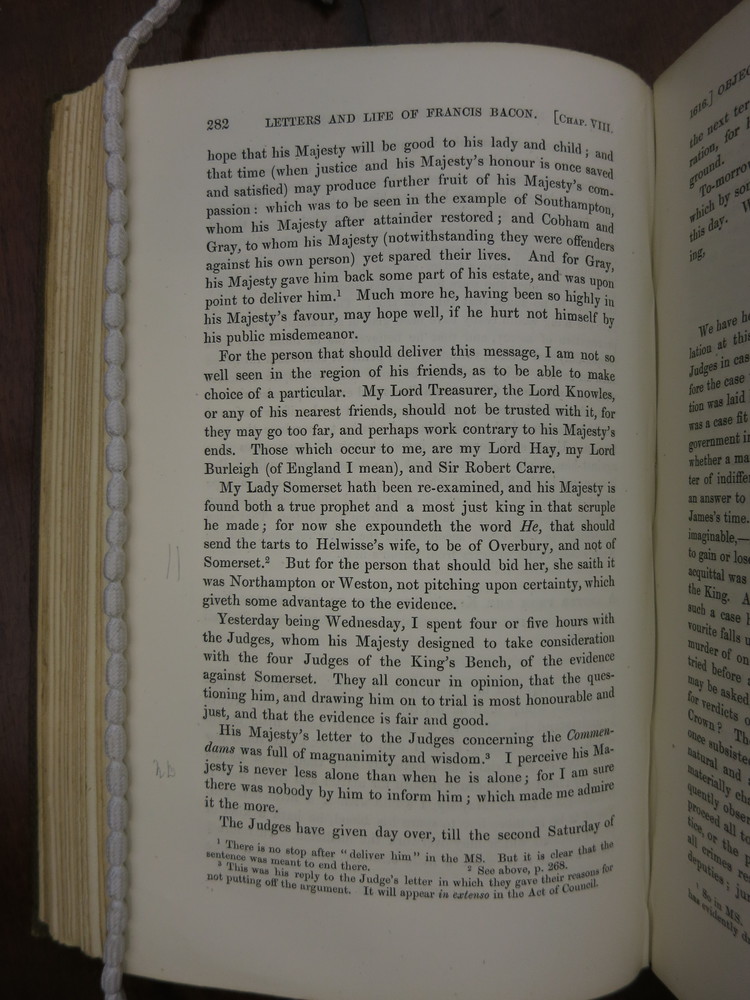 282 LETTERS AND LIFE OF FRANCIS BACON. [CHAP. VIII.
hope that his Majesty will be good to his lady and child; and
that time (when justice and his Majesty's honour is once saved
and satisfied) may produce further fruit of his Majesty's com-
passion: which was to be seen in the example of Southampton,
whom his Majesty after attainder restored; and Cobham and
Gray, to whom his Majesty (notwithstanding they were offenders
against his own person) yet spared their lives. And for Gray,
his Majesty gave him back some part of his estate, and was upon
point to deliver him.¹ Much more he, having been so highly in
his Majesty's favour, may hope well, if he hurt not himself by
his public misdemeanor.
For the person that should deliver this message, I am not so
well seen in the region of his friends, as to be able to make
choice of a particular. My Lord Treasurer, the Lord Knowles,
or any of his nearest friends, should not be trusted with it, for
they may go too far, and perhaps work contrary to his Majesty's
ends. Those which occur to me, are my Lord Hay, my Lord
Burleigh (of England I mean), and Sir Robert Carre.
My Lady Somerset hath been re-examined, and his Majesty is
found both a true prophet and a most just king in that scruple
he made; for now she expoundeth the word He, that should
send the tarts to Helwisse's wife, to be of Overbury, and not of
Somerset.² But for the person that should bid her, she saith it
was Northampton or Weston, not pitching upon certainty, which
giveth some advantage to the evidence.
Yesterday being Wednesday, I spent four or five hours with
the Judges, whom his Majesty designed to take consideration
with the four Judges of the King's Bench, of the evidence
against Somerset. They all concur in opinion, that the ques-
tioning him, and drawing him on to trial is most honourable and
just, and that the evidence is fair and good.
His Majesty's letter to the Judges concerning the Commen-
dams was full of magnanimity and wisdom.³ I perceive his Ma-
jesty is never less alone than when he is alone; for I am sure
there was nobody by him to inform him; which made me admire
it the more.
The Judges have given day over, till the second Saturday of
¹ There is no stop after "deliver him" in the MS. But it is clear that the
sentence was meant to end there. ² See above, p. 268.
³ This was his reply to the Judge's letter in which they gave their reasons for
not putting off the argument. It will appear in extenso in the Act of Council.
1616.]
the next
ration, for
ground.
To-morrow
which by
this day.
ing,
We have
lation at this
Judges in
fore the case
tion was laid
was a case fit
government
whether a
ter of
an answer to
James's time.
imaginable,—
to gain or
acquittal was
the King.
such a case
vourite falls
murder of
tried before
may be asked
for verdicts
Crown?
once
natural and
materially
quently
proceed all
tice, or the
all crimes
deputies;
¹ So in MS.
has evidently